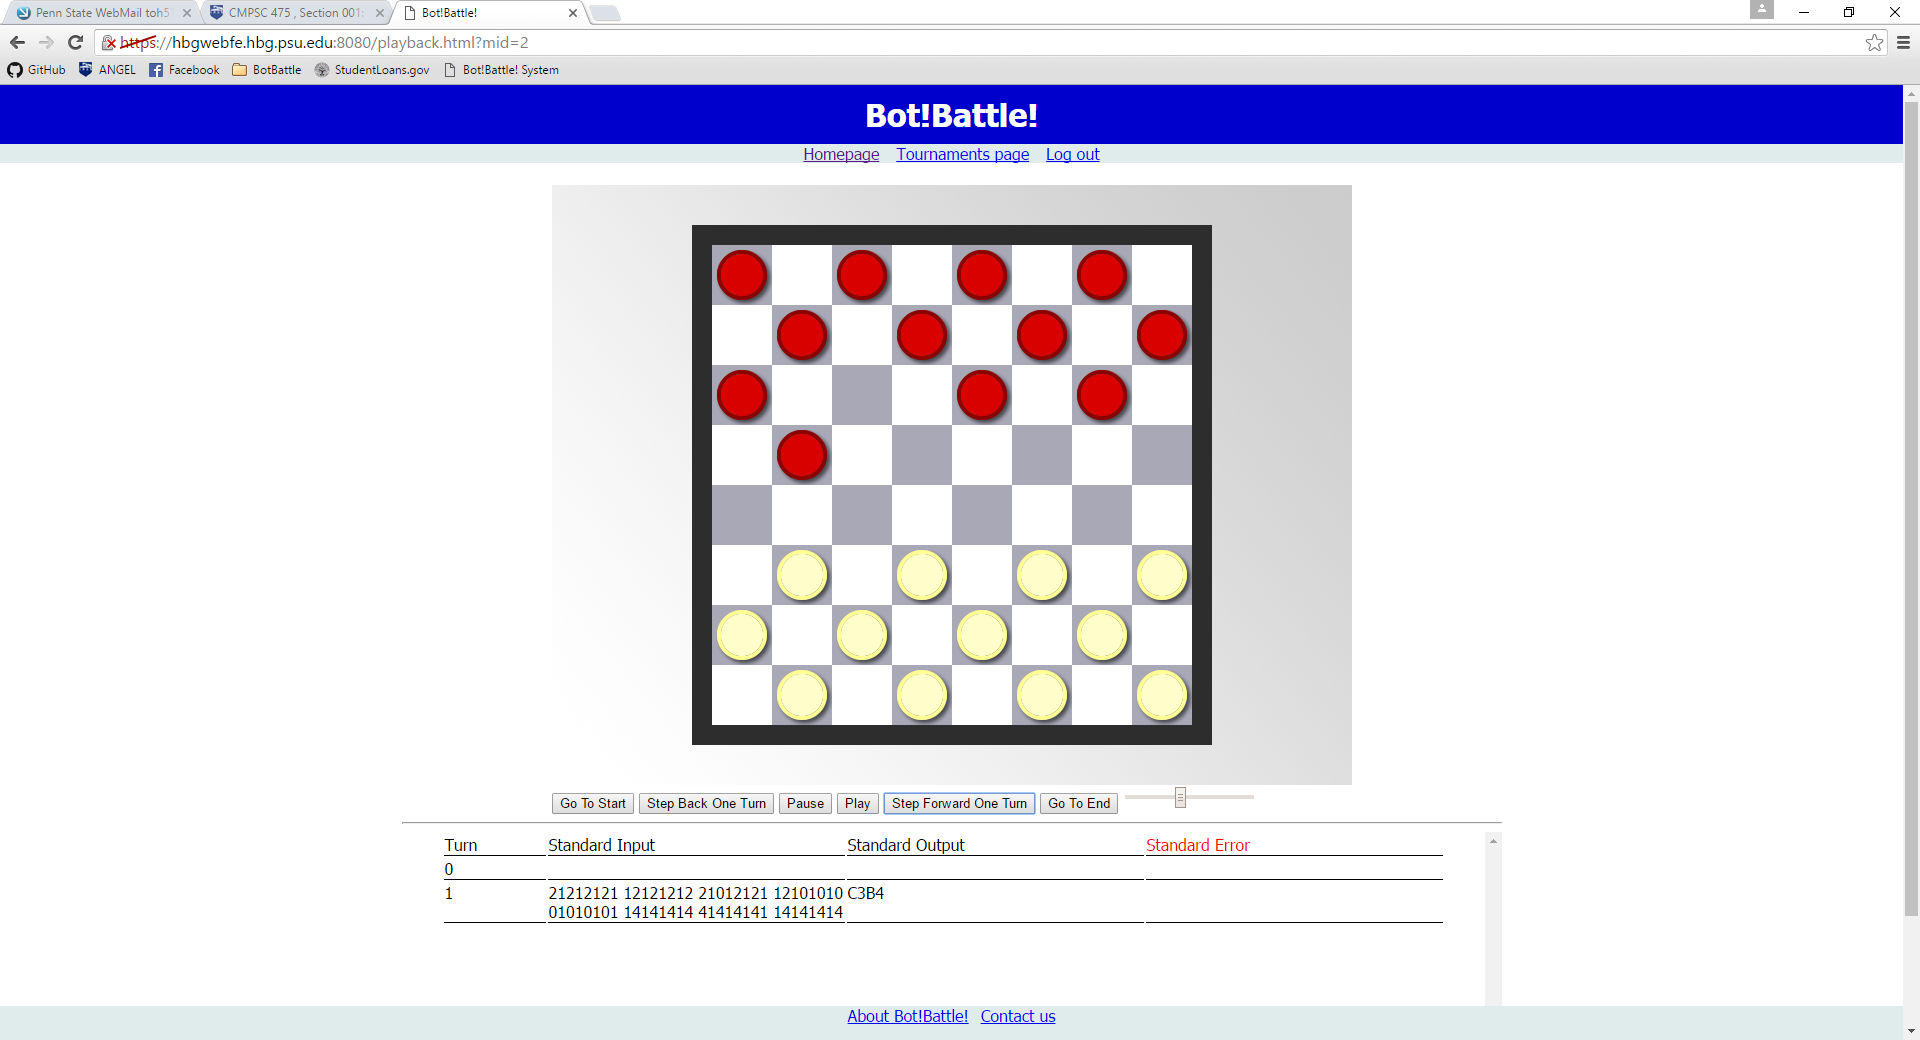 Penn State WebMail toh5
CMPSC 475 , Section 001:
Bot!Battle!
https://hbgwebfe.hbg.psu.edu:8080/playback.html?mid=2
GitHub ANGEL Facebook BotBattle StudentLoans.gov Bot!Battle! System
Bot!Battle!
Homepage Tournaments page Log out
Go To Start Step Back One Turn Pause Play Step Forward One Turn Go To End
Turn Standard Input Standard Output Standard Error
0
1 21212121 12121212 21012121 12101010 C3B4
01010101 14141414 41414141 14141414
About Bot!Battle! Contact us